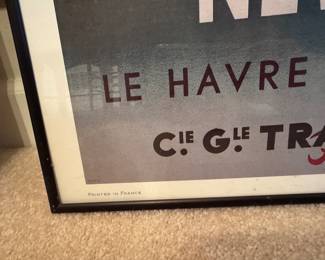 LE HAVRE
CIE GLE TRA
PRINTED IN FRANCE